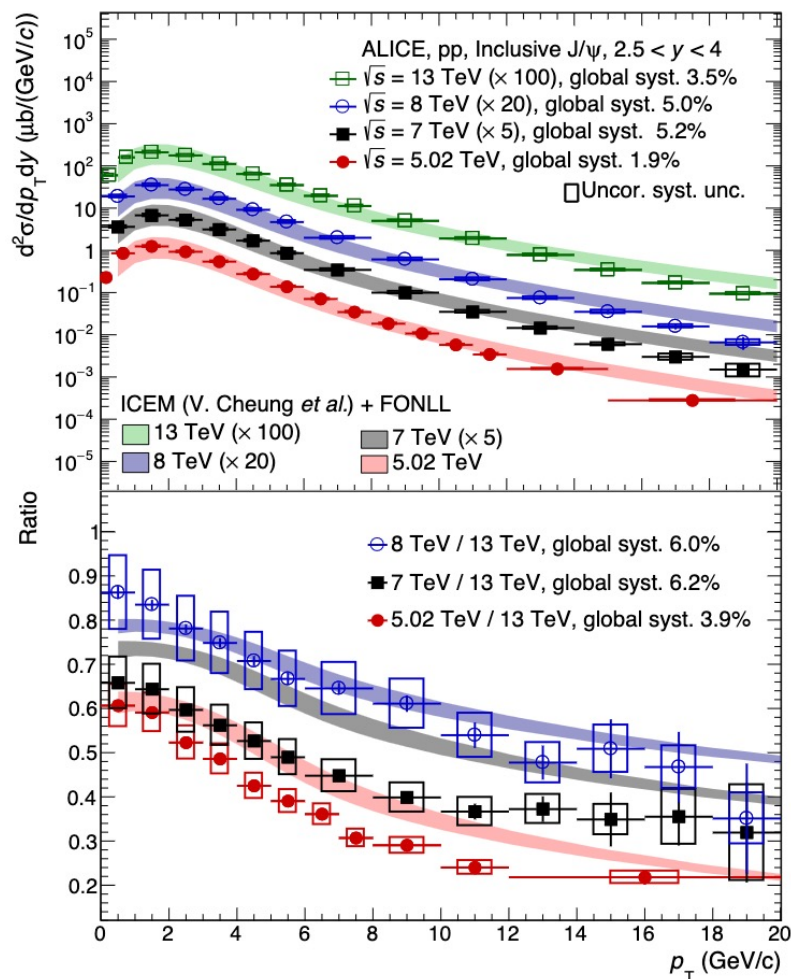 ALICE, pp, Inclusive J/ψ, 2.5 < y < 4
√s = 13 TeV (× 100), global syst. 3.5%
√s = 8 TeV (× 20), global syst. 5.0%
√s = 7 TeV (× 5), global syst. 5.2%
√s = 5.02 TeV, global syst. 1.9%
Uncor. syst. unc.
d²σ/dp_T dy (μb/(GeV/c))
10⁵
10⁴
10³
10²
10
1
10⁻¹
10⁻²
10⁻³
10⁻⁴
10⁻⁵
ICEM (V. Cheung et al.) + FONLL
13 TeV (× 100)
7 TeV (× 5)
8 TeV (× 20)
5.02 TeV
Ratio
1
0.9
0.8
0.7
0.6
0.5
0.4
0.3
0.2
8 TeV / 13 TeV, global syst. 6.0%
7 TeV / 13 TeV, global syst. 6.2%
5.02 TeV / 13 TeV, global syst. 3.9%
0 2 4 6 8 10 12 14 16 18 20
p_T (GeV/c)